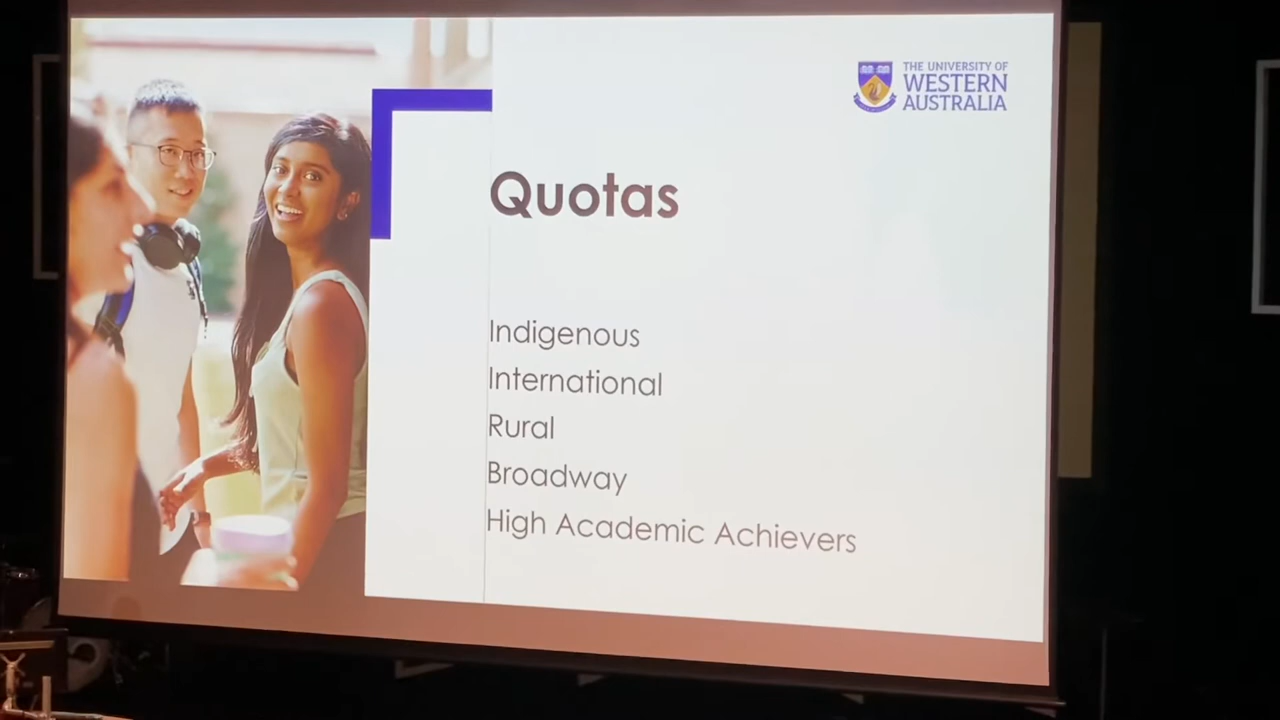 THE UNIVERSITY OF
WESTERN
AUSTRALIA
Quotas
Indigenous
International
Rural
Broadway
High Academic Achievers